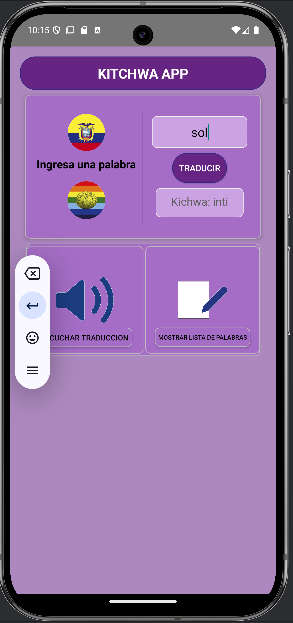 10:15
KITCHWA APP
sol
Ingresa una palabra
TRADUCIR
Kichwa: inti
CUCHAR TRADUCCION
MOSTRAR LISTA DE PALABRAS